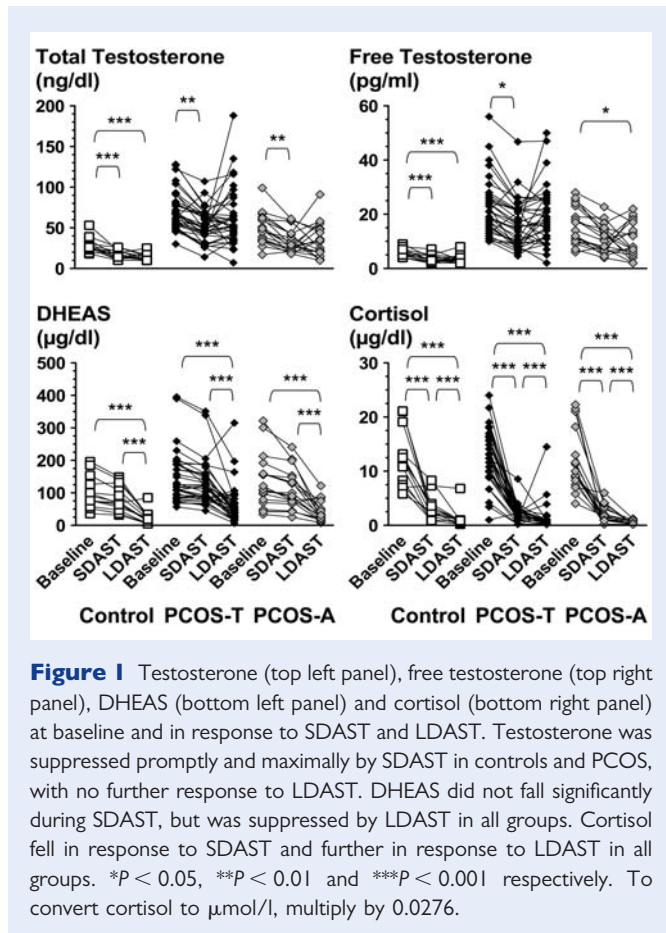 Total Testosterone
(ng/dl)
200
150
100
50
0
***
***
**
**
Free Testosterone
(pg/ml)
60
40
20
0
***
***
*
*
DHEAS
(µg/dl)
500
400
300
200
100
0
***
***
***
***
***
***
Baseline
SDAST
LDAST
Baseline
SDAST
LDAST
Baseline
SDAST
LDAST
Control PCOS-T PCOS-A
Cortisol
(µg/dl)
30
20
10
0
***
*** ***
***
*** ***
***
*** ***
Baseline
SDAST
LDAST
Baseline
SDAST
LDAST
Baseline
SDAST
LDAST
Control PCOS-T PCOS-A
Figure 1 Testosterone (top left panel), free testosterone (top right
panel), DHEAS (bottom left panel) and cortisol (bottom right panel)
at baseline and in response to SDAST and LDAST. Testosterone was
suppressed promptly and maximally by SDAST in controls and PCOS,
with no further response to LDAST. DHEAS did not fall significantly
during SDAST, but was suppressed by LDAST in all groups. Cortisol
fell in response to SDAST and further in response to LDAST in all
groups. *P < 0.05, **P < 0.01 and ***P < 0.001 respectively. To
convert cortisol to µmol/l, multiply by 0.0276.